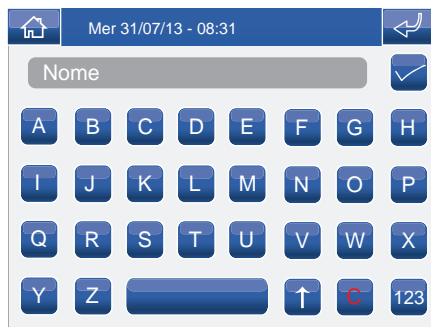 Mer 31/07/13 - 08:31
Nome
A B C D E F G H
I J K L M N O P
Q R S T U V W X
Y Z ↑ C 123